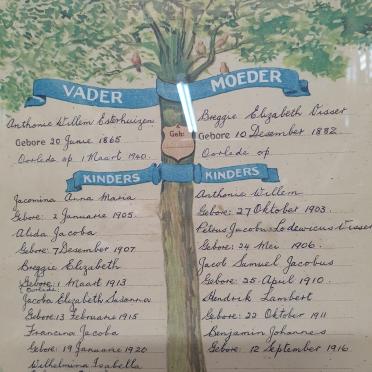 VADER
MOEDER
Anthonie Willem Esterhuizen
Gebore 20 Junie 1865
Oorlede op 1 Maart 1940.
Breggie Elizabeth Visser
Gebore 10 Desember 1882
Oorlede op
Getr.
KINDERS
KINDERS
Jacomina Anna Maria
Gebore: 2 Januarie 1905.
Alida Jacoba
Gebore: 7 Desember 1907
Breggie Elizabeth
Gebore: 1 Maart 1913
Oorlede:
Jacoba Elizabeth Susanna
Gebore: 13 Februarie 1915
Francina Jacoba
Gebore: 19 Januarie 1920
Wilhelmina Isabella
Anthonie Willem
Gebore: 27 Oktober 1903.
Petrus Jacobus Lodewicus Visser
Gebore: 24 Mei 1906.
Jacob Samuel Jacobus
Gebore: 25 April 1910.
Hendrik Lambert
Gebore: 22 Oktober 1911
Benjamin Johannes
Gebore: 12 September 1916